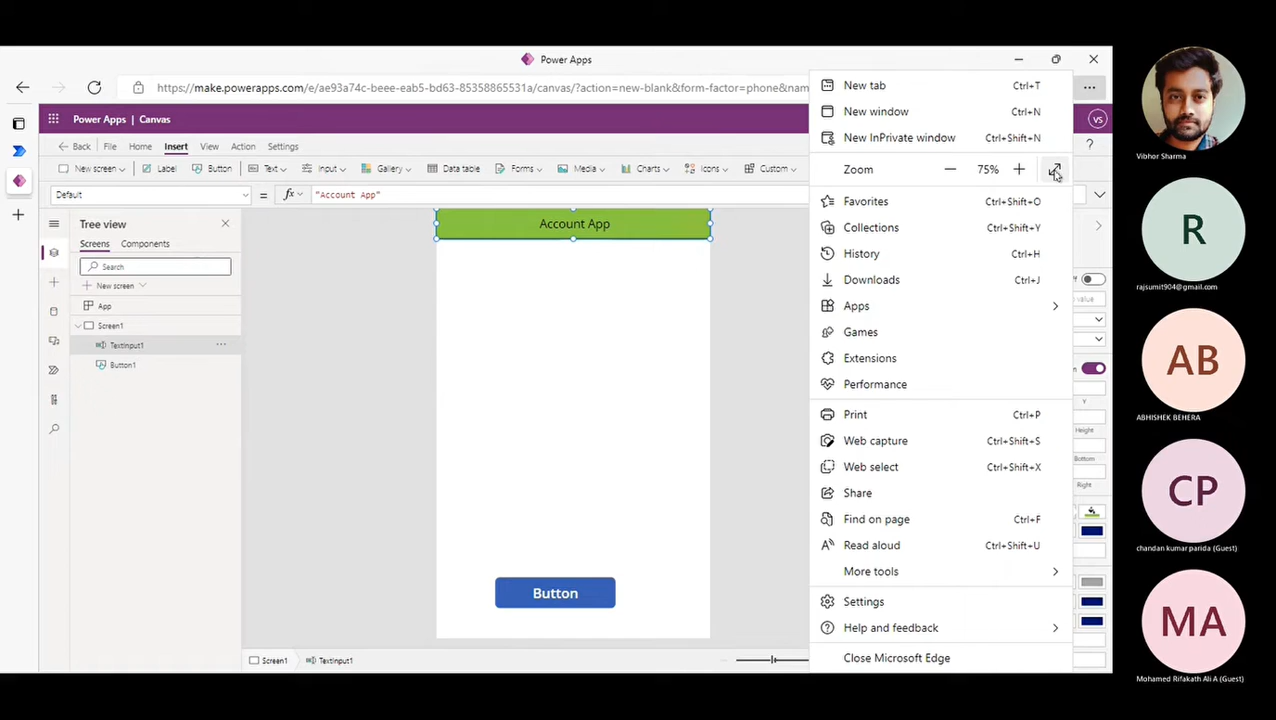 Power Apps
https://make.powerapps.com/e/ae93a74c-beee-eab5-bd63-85358865531a/canvas/?action=new-blank&form-factor=phone&nam
Power Apps | Canvas
VS
Back File Home Insert View Action Settings
?
New screen Label Button Text Input Gallery Data table Forms Media Charts Icons Custom
Default = fx "Account App"
Tree view
Screens Components
Search
New screen
App
Screen1
TextInput1 ...
Button1
Account App
Button
Screen1 TextInput1
New tab Ctrl+T
New window Ctrl+N
New InPrivate window Ctrl+Shift+N
Zoom 75%
Favorites Ctrl+Shift+O
Collections Ctrl+Shift+Y
History Ctrl+H
Downloads Ctrl+J
Apps
Games
Extensions
Performance
Print Ctrl+P
Web capture Ctrl+Shift+S
Web select Ctrl+Shift+X
Share
Find on page Ctrl+F
Read aloud Ctrl+Shift+U
More tools
Settings
Help and feedback
Close Microsoft Edge
value
Y
Height
Bottom
Right
Vibhor Sharma
R
rajsumit904@gmail.com
AB
ABHISHEK BEHERA
CP
chandan kumar parida (Guest)
MA
Mohamed Rifakath Ali A (Guest)